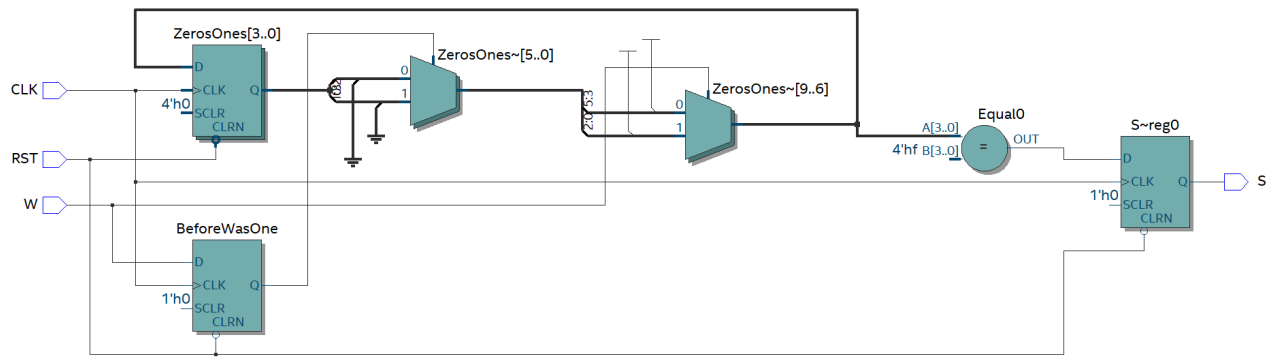 ZerosOnes[3..0]
D
CLK
>CLK
Q
4'h0
SCLR
CLRN
ZerosOnes~[5..0]
0
1
2:0
5:3
ZerosOnes~[9..6]
0
1
Equal0
A[3..0]
=
OUT
4'hf
B[3..0]
S~reg0
D
>CLK
Q
S
1'h0
SCLR
CLRN
RST
W
BeforeWasOne
D
>CLK
Q
1'h0
SCLR
CLRN